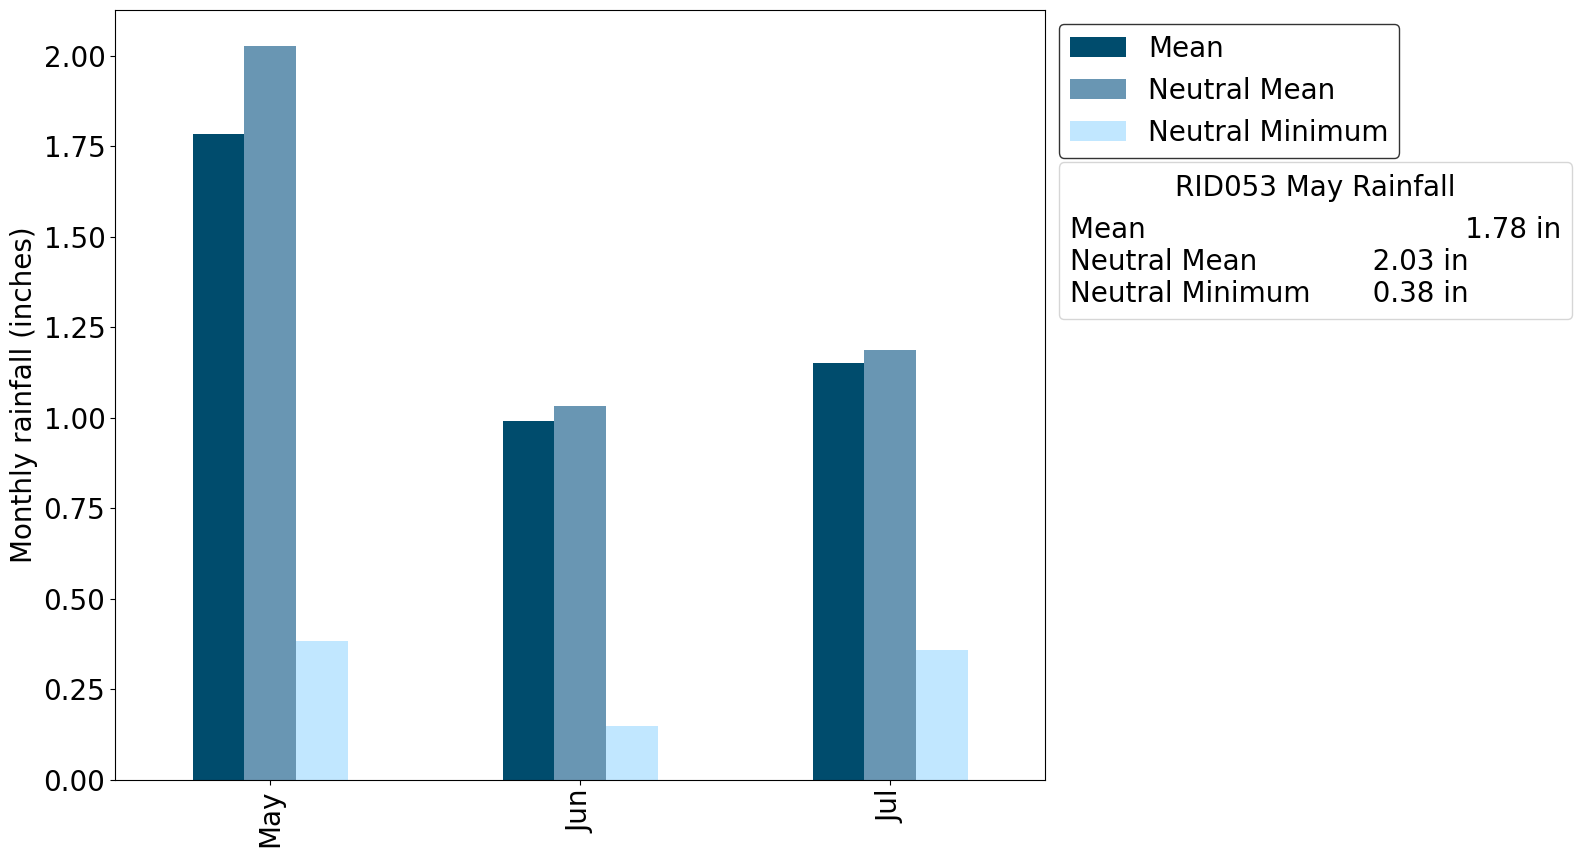 Monthly rainfall (inches)
2.00
1.75
1.50
1.25
1.00
0.75
0.50
0.25
0.00
May
Jun
Jul
Mean
Neutral Mean
Neutral Minimum
RID053 May Rainfall
Mean 1.78 in
Neutral Mean 2.03 in
Neutral Minimum 0.38 in